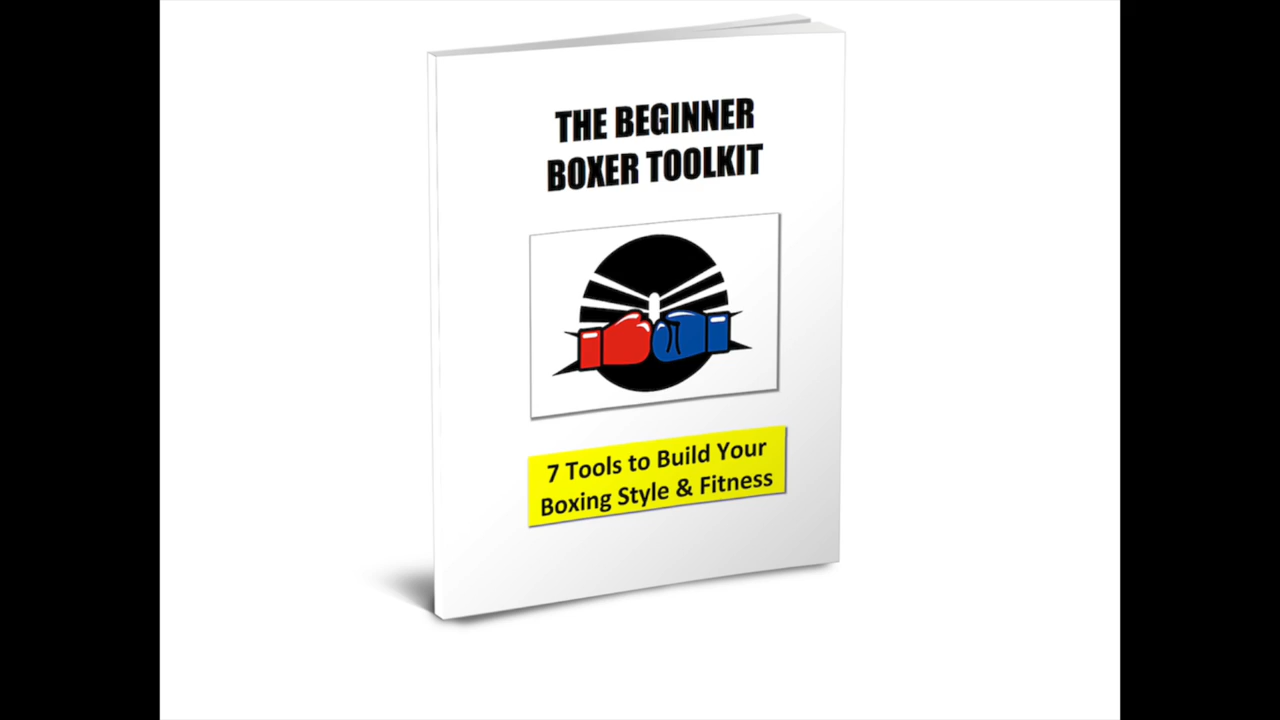 THE BEGINNER
BOXER TOOLKIT
7 Tools to Build Your
Boxing Style & Fitness